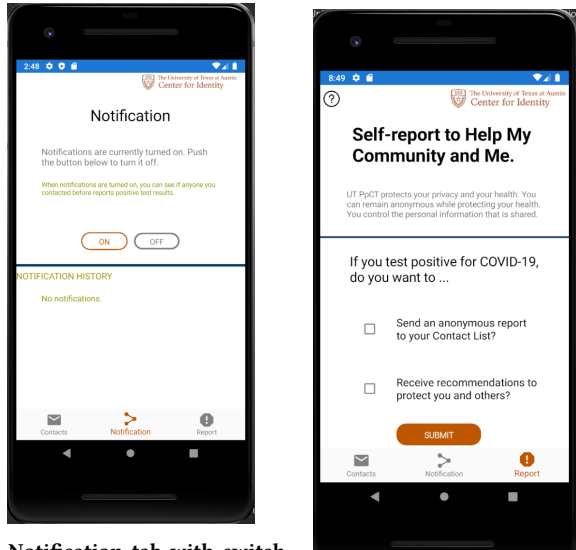 2:48
The University of Texas at Austin
Center for Identity
Notification
Notifications are currently turned on. Push
the button below to turn it off.
When notifications are turned on, you can see if anyone you
contacted before reports positive test results.
ON OFF
NOTIFICATION HISTORY
No notifications.
Contacts Notification Report
Notification tab with switch
8:49
?
The University of Texas at Austin
Center for Identity
Self-report to Help My
Community and Me.
UT PpCT protects your privacy and your health. You
can remain anonymous while protecting your health.
You control the personal information that is shared.
If you test positive for COVID-19,
do you want to ...
Send an anonymous report
to your Contact List?
Receive recommendations to
protect you and others?
SUBMIT
Contacts Notification Report